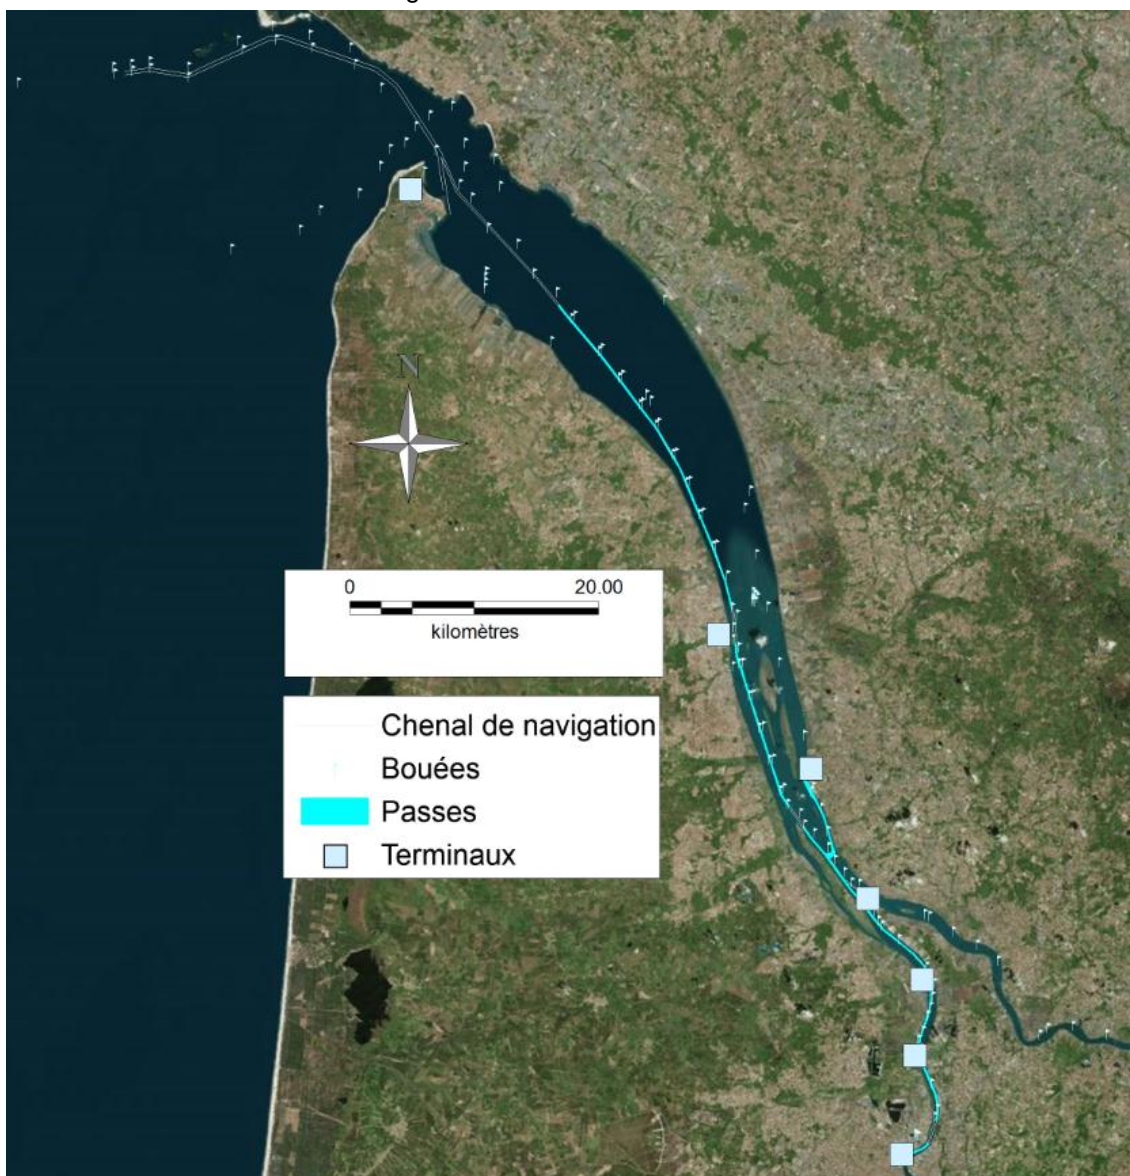 N
0 20.00
kilomètres
Chenal de navigation
Bouées
Passes
Terminaux